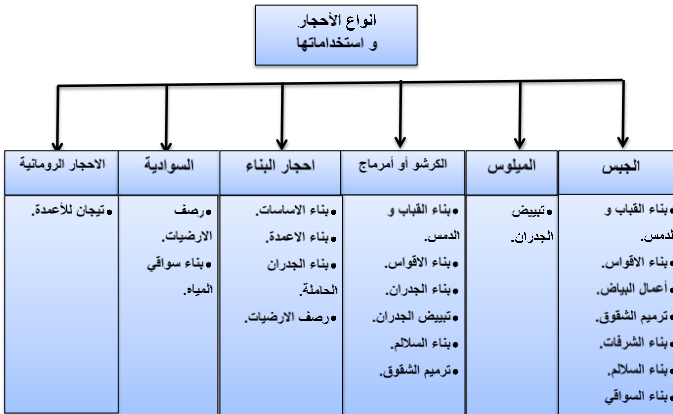 انواع الأحجار
و استخداماتها
الجبس
الميلوس
الكرشو أو أمرماج
احجار البناء
السوادية
الاحجار الرومانية
•بناء القباب و
الدمس.
•بناء الاقواس.
•أعمال البياض.
•ترميم الشقوق.
•بناء الشرفات.
•بناء السلالم.
•بناء السواقي
•تبييض
الجدران.
•بناء القباب و
الدمس.
•بناء الاقواس.
•بناء الجدران.
•تبييض الجدران.
•بناء السلالم.
•ترميم الشقوق.
•بناء الاساسات.
•بناء الاعمدة.
•بناء الجدران
الحاملة.
•رصف الارضيات.
•رصف
الارضيات.
•بناء سواقي
المياه.
•تيجان للأعمدة.